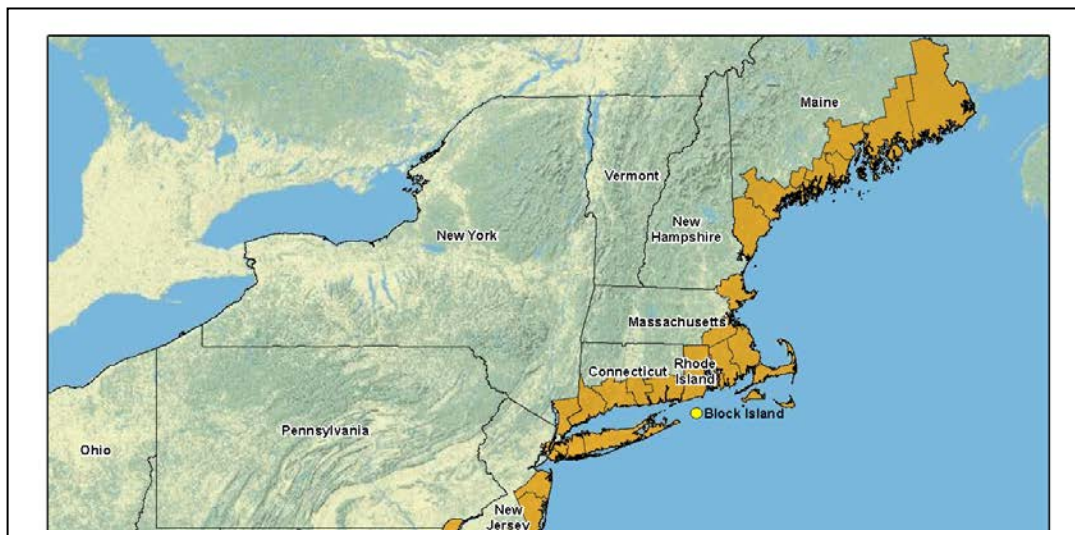 Maine
Vermont
New
Hampshire
New York
Massachusetts
Connecticut
Rhode
Island
Block Island
Pennsylvania
Ohio
New
Jersey